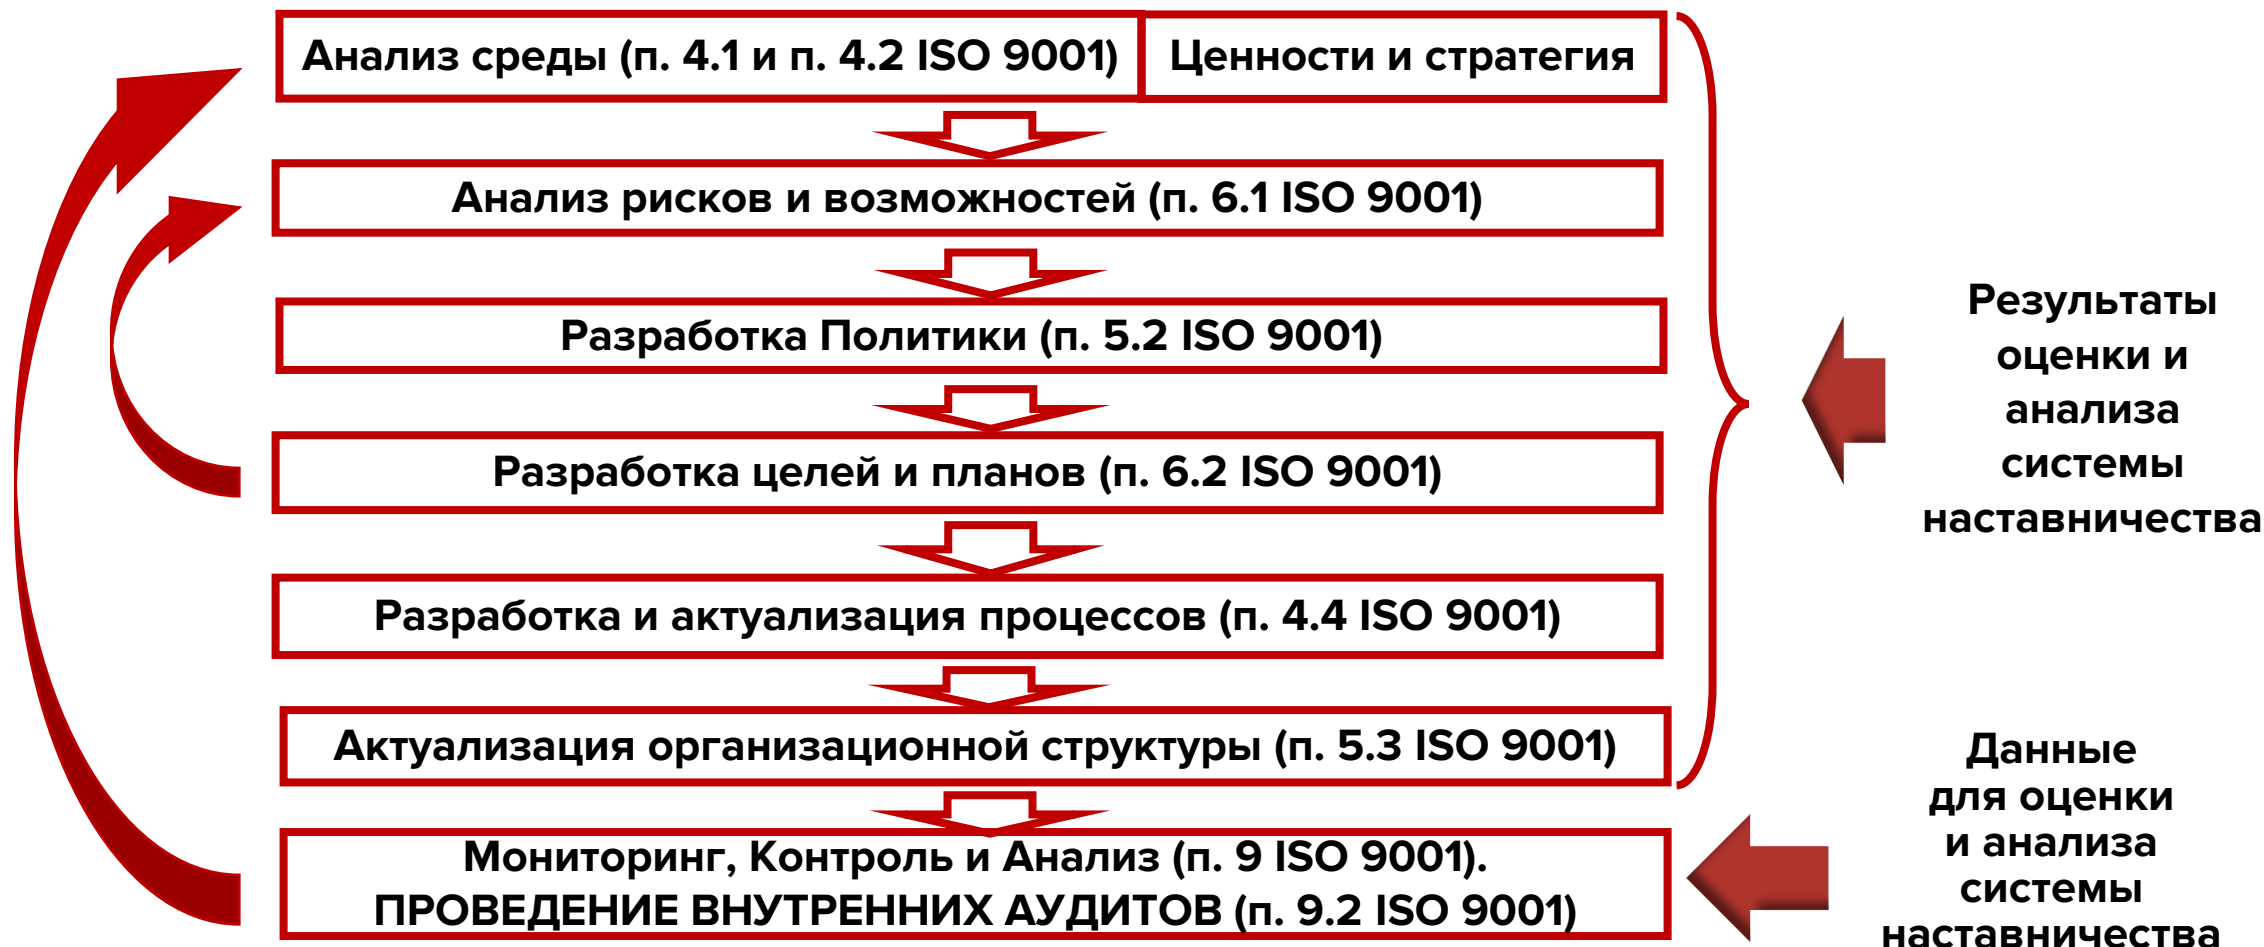 Анализ среды (п. 4.1 и п. 4.2 ISO 9001)
Ценности и стратегия
Анализ рисков и возможностей (п. 6.1 ISO 9001)
Разработка Политики (п. 5.2 ISO 9001)
Разработка целей и планов (п. 6.2 ISO 9001)
Разработка и актуализация процессов (п. 4.4 ISO 9001)
Актуализация организационной структуры (п. 5.3 ISO 9001)
Мониторинг, Контроль и Анализ (п. 9 ISO 9001).
ПРОВЕДЕНИЕ ВНУТРЕННИХ АУДИТОВ (п. 9.2 ISO 9001)
Результаты
оценки и
анализа
системы
наставничества
Данные
для оценки
и анализа
системы
наставничества